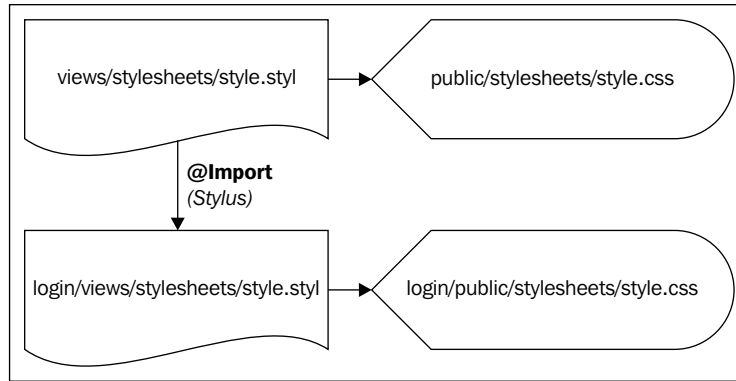 views/stylesheets/style.styl
public/stylesheets/style.css
@Import
(Stylus)
login/views/stylesheets/style.styl
login/public/stylesheets/style.css